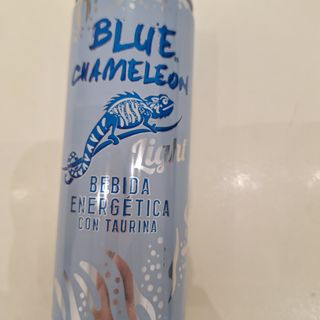 BLUE
CHAMELEON
Light
BEBIDA
ENERGÉTICA
CON TAURINA